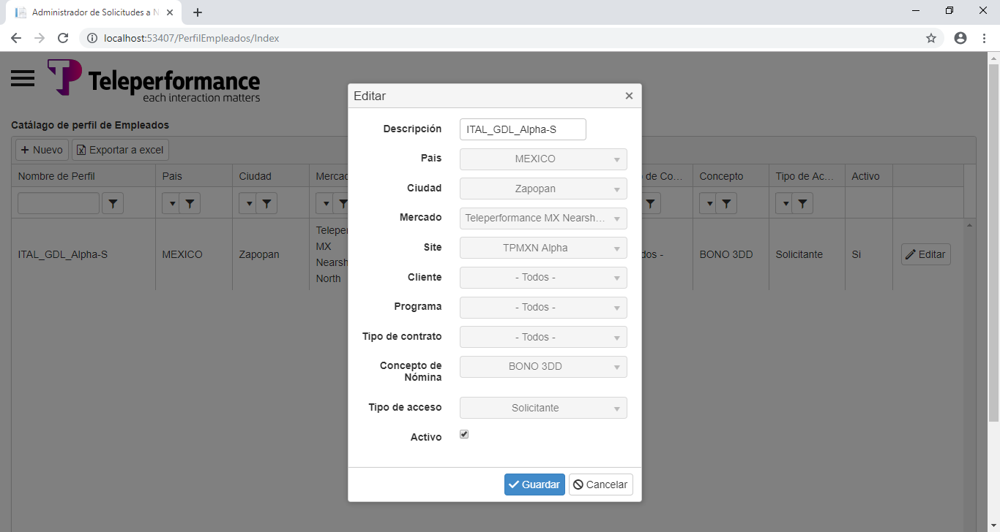 Administrador de Solicitudes a N
localhost:53407/PerfilEmpleados/Index
Teleperformance
each interaction matters
Catálago de perfil de Empleados
+ Nuevo
Exportar a excel
Nombre de Perfil
Pais
Ciudad
Mercad
de Co...
Concepto
Tipo de Ac...
Activo
ITAL_GDL_Alpha-S
MEXICO
Zapopan
Teleper
MX
Nearsh
North
dos -
BONO 3DD
Solicitante
Si
Editar
Editar
Descripción ITAL_GDL_Alpha-S
Pais MEXICO
Ciudad Zapopan
Mercado Teleperformance MX Nearsh...
Site TPMXN Alpha
Cliente - Todos -
Programa - Todos -
Tipo de contrato - Todos -
Concepto de BONO 3DD
Nómina
Tipo de acceso Solicitante
Activo
Guardar
Cancelar